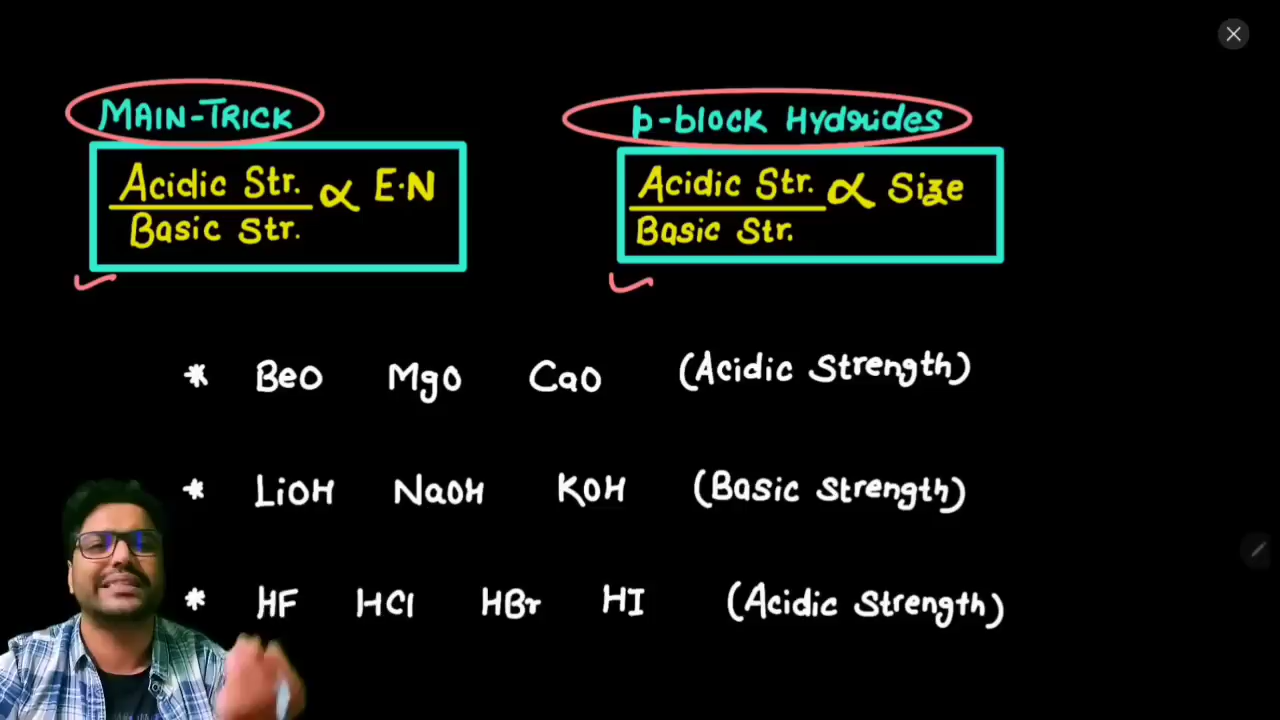 MAIN-TRICK
Acidic Str.
Basic Str.
∝ E·N
p-block Hydrides
Acidic Str.
Basic Str.
∝ Size
* BeO MgO CaO (Acidic Strength)
* LiOH NaOH KOH (Basic Strength)
* HF HCl HBr HI (Acidic Strength)